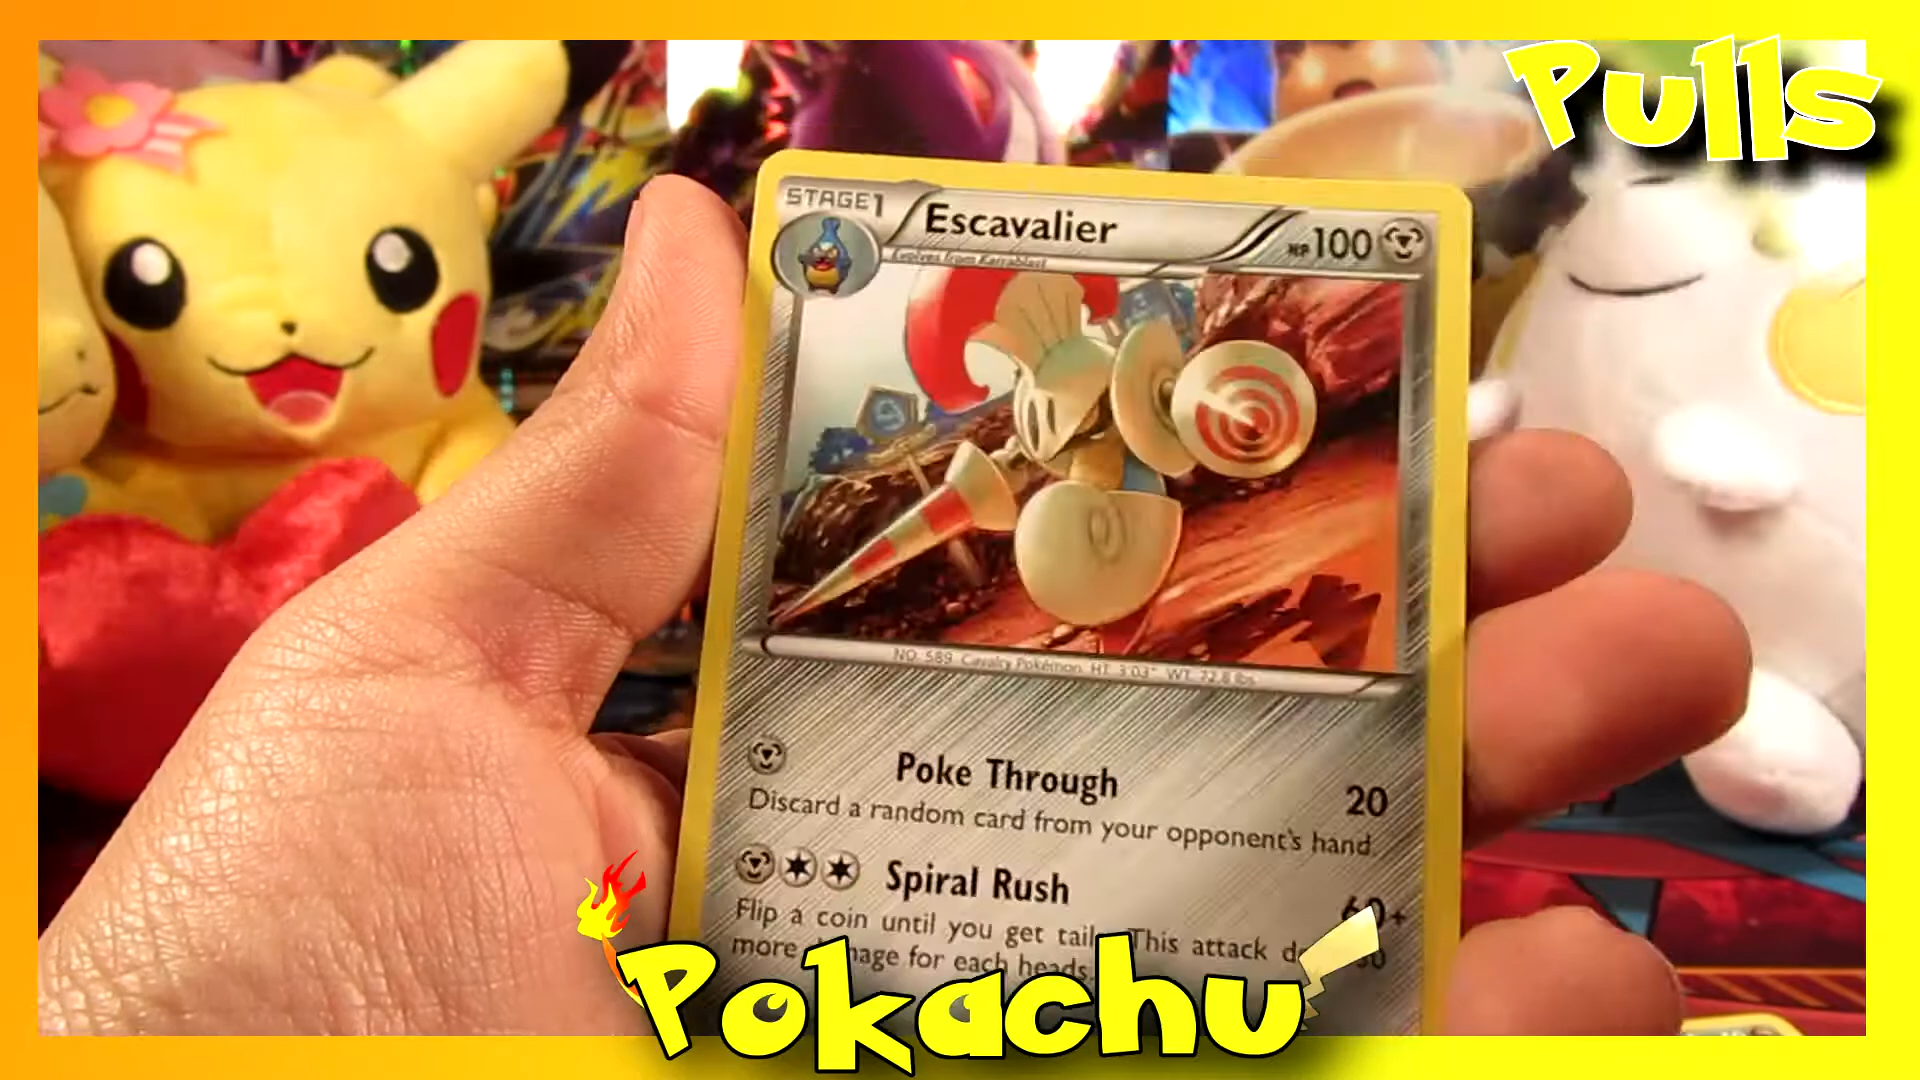 Pulls
STAGE1
Escavalier
HP100
Evolves from Karrablast
NO. 589 Cavalry Pokémon HT. 3'03" WT. 72.8 lbs.
Poke Through
20
Discard a random card from your opponent's hand.
Spiral Rush
60+
Flip a coin until you get tails. This attack
more damage for each heads.
Pokachu